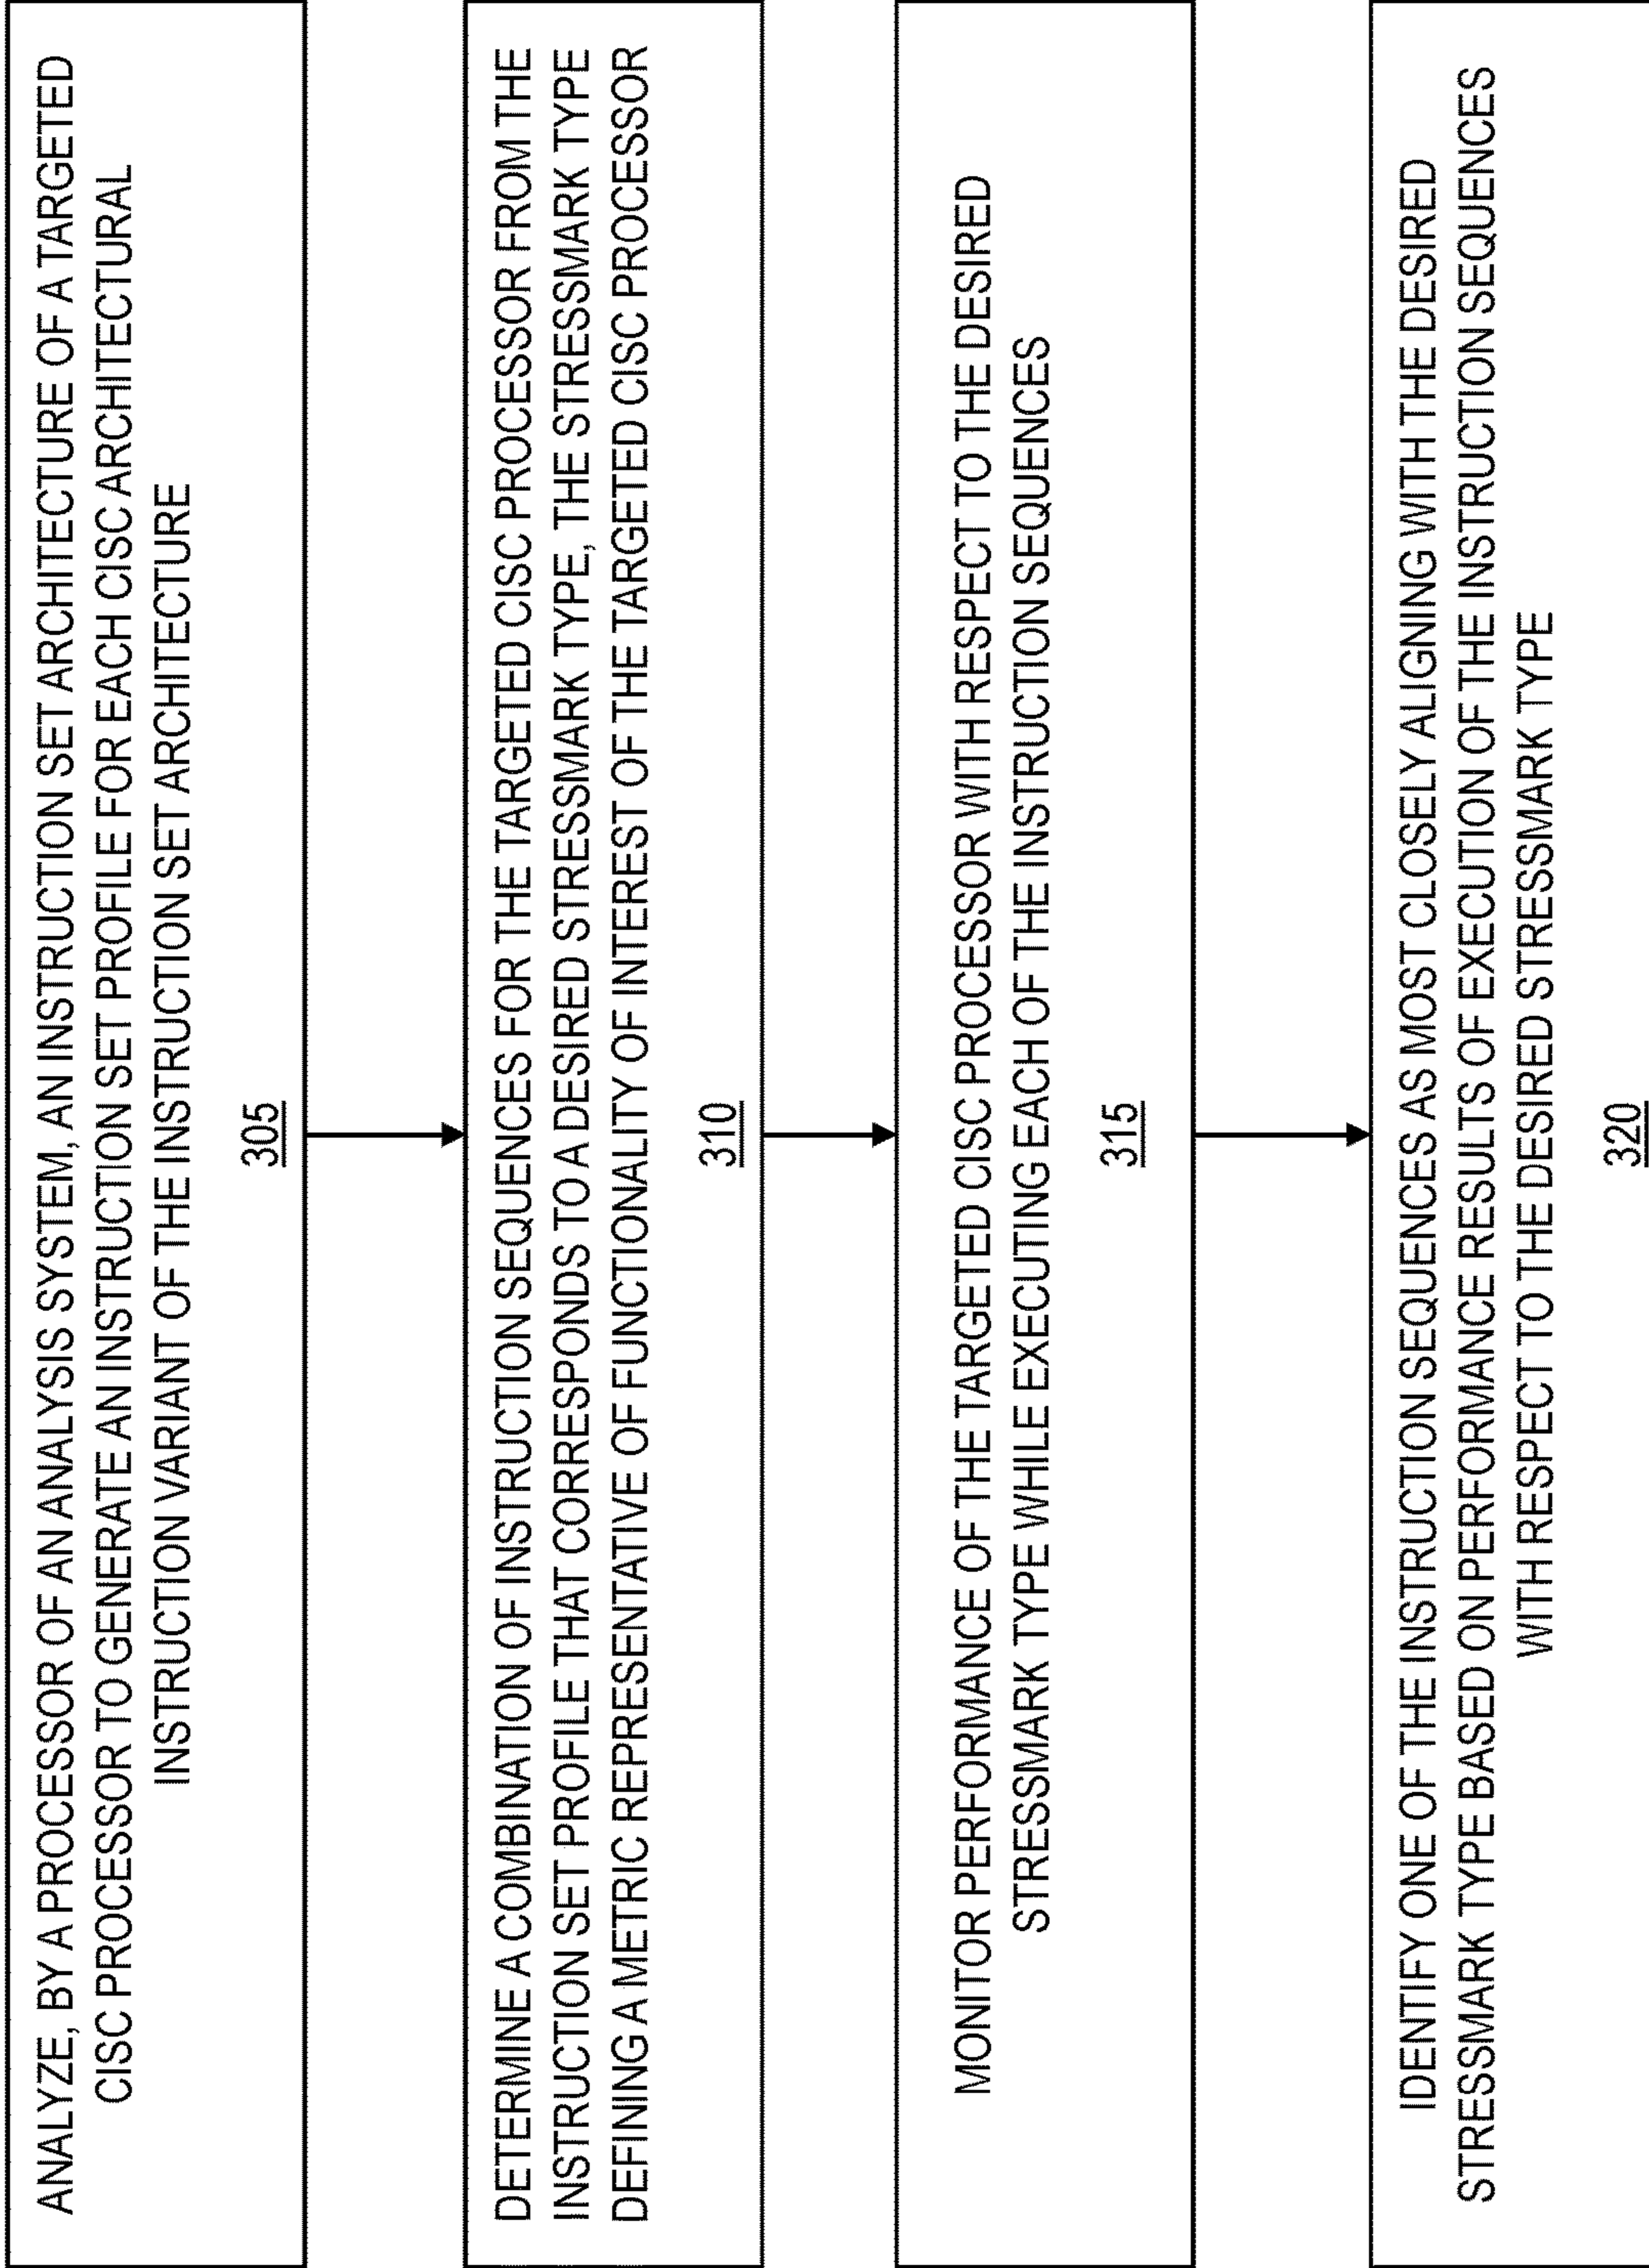 ANALYZE, BY A PROCESSOR OF AN ANALYSIS SYSTEM, AN INSTRUCTION SET ARCHITECTURE OF A TARGETED
CISC PROCESSOR TO GENERATE AN INSTRUCTION SET PROFILE FOR EACH CISC ARCHITECTURAL
INSTRUCTION VARIANT OF THE INSTRUCTION SET ARCHITECTURE
305
DETERMINE A COMBINATION OF INSTRUCTION SEQUENCES FOR THE TARGETED CISC PROCESSOR FROM THE
INSTRUCTION SET PROFILE THAT CORRESPONDS TO A DESIRED STRESSMARK TYPE, THE STRESSMARK TYPE
DEFINING A METRIC REPRESENTATIVE OF FUNCTIONALITY OF INTEREST OF THE TARGETED CISC PROCESSOR
310
MONITOR PERFORMANCE OF THE TARGETED CISC PROCESSOR WITH RESPECT TO THE DESIRED
STRESSMARK TYPE WHILE EXECUTING EACH OF THE INSTRUCTION SEQUENCES
315
IDENTIFY ONE OF THE INSTRUCTION SEQUENCES AS MOST CLOSELY ALIGNING WITH THE DESIRED
STRESSMARK TYPE BASED ON PERFORMANCE RESULTS OF EXECUTION OF THE INSTRUCTION SEQUENCES
WITH RESPECT TO THE DESIRED STRESSMARK TYPE
320